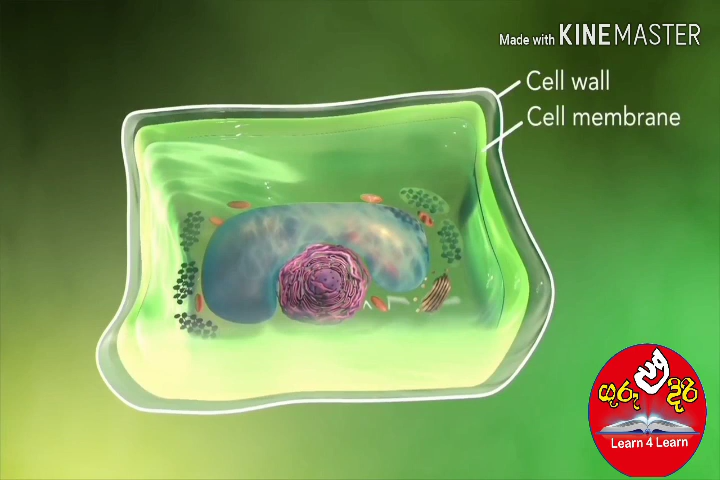 Made with KINEMASTER
Cell wall
Cell membrane
ගුරු
දිරි
Learn 4 Learn